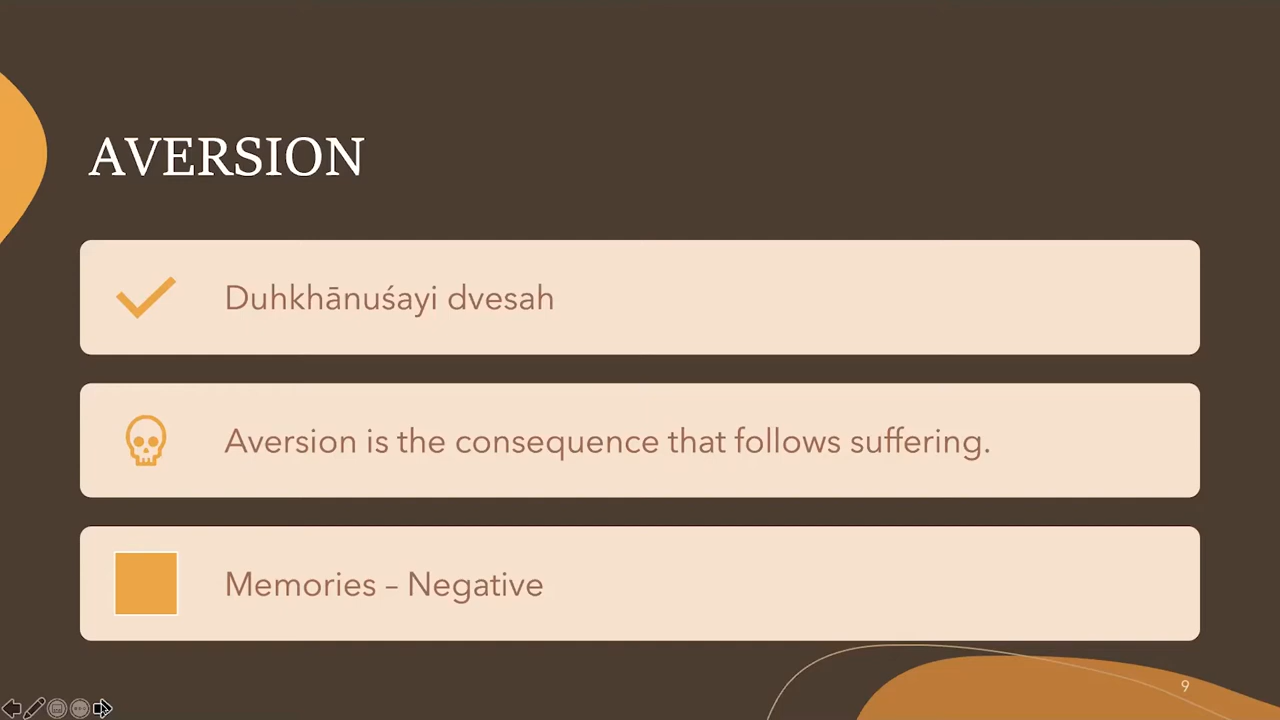 AVERSION
Duhkhānuśayi dvesah
Aversion is the consequence that follows suffering.
Memories – Negative
9